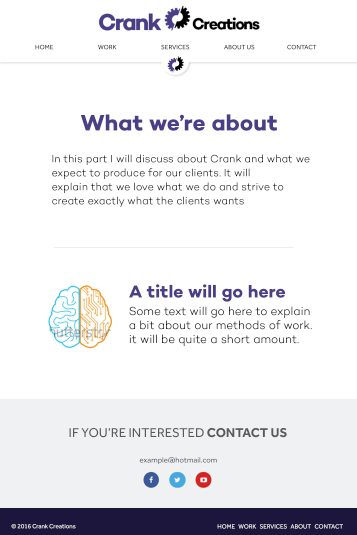 Crank Creations
HOME WORK SERVICES ABOUT US CONTACT
What we're about
In this part I will discuss about Crank and what we
expect to produce for our clients. It will
explain that we love what we do and strive to
create exactly what the clients wants
A title will go here
Some text will go here to explain
a bit about our methods of work.
it will be quite a short amount.
IF YOU'RE INTERESTED CONTACT US
example@hotmail.com
© 2016 Crank Creations
HOME WORK SERVICES ABOUT CONTACT